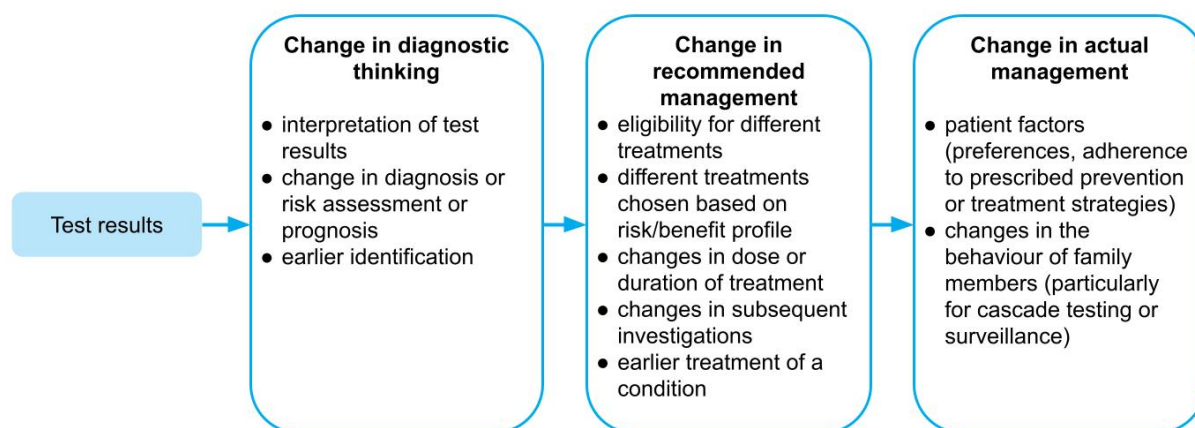 Test results
Change in diagnostic
thinking
● interpretation of test
results
● change in diagnosis or
risk assessment or
prognosis
● earlier identification
Change in
recommended
management
● eligibility for different
treatments
● different treatments
chosen based on
risk/benefit profile
● changes in dose or
duration of treatment
● changes in subsequent
investigations
● earlier treatment of a
condition
Change in actual
management
● patient factors
(preferences, adherence
to prescribed prevention
or treatment strategies)
● changes in the
behaviour of family
members (particularly
for cascade testing or
surveillance)